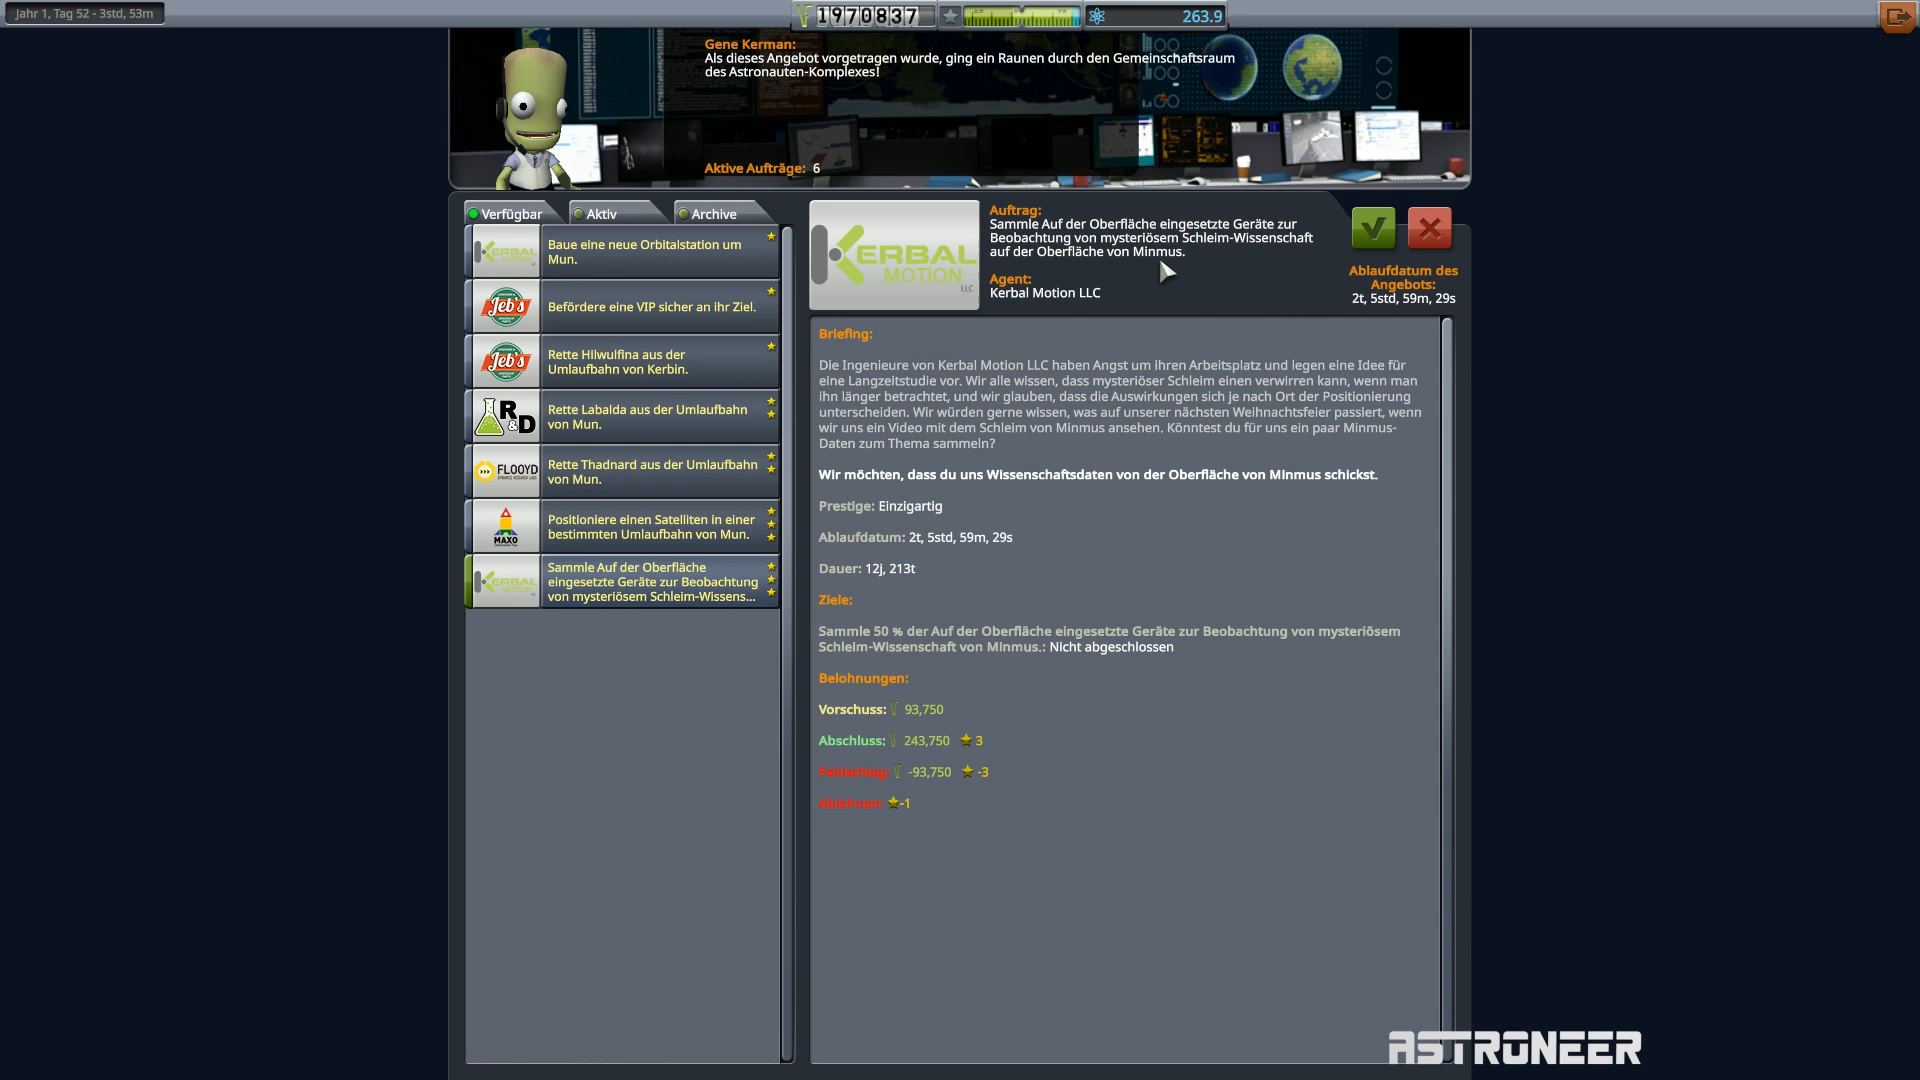 Jahr 1, Tag 52 - 3std, 53m
1970837
263.9
Gene Kerman:
Als dieses Angebot vorgetragen wurde, ging ein Raunen durch den Gemeinschaftsraum
des Astronauten-Komplexes!
Aktive Aufträge: 6
Verfügbar
Aktiv
Archive
KERBAL
MOTION
Baue eine neue Orbitalstation um
Mun.
Jeb's
Befördere eine VIP sicher an ihr Ziel.
Jeb's
Rette Hilwulfina aus der
Umlaufbahn von Kerbin.
R&D
Rette Labalda aus der Umlaufbahn
von Mun.
FLOOYD
Rette Thadnard aus der Umlaufbahn
von Mun.
MAXO
Positioniere einen Satelliten in einer
bestimmten Umlaufbahn von Mun.
KERBAL
MOTION
Sammle Auf der Oberfläche
eingesetzte Geräte zur Beobachtung
von mysteriösem Schleim-Wissens...
KERBAL
MOTION
LLC
Auftrag:
Sammle Auf der Oberfläche eingesetzte Geräte zur
Beobachtung von mysteriösem Schleim-Wissenschaft
auf der Oberfläche von Minmus.
Agent:
Kerbal Motion LLC
Ablaufdatum des
Angebots:
2t, 5std, 59m, 29s
Briefing:
Die Ingenieure von Kerbal Motion LLC haben Angst um ihren Arbeitsplatz und legen eine Idee für
eine Langzeitstudie vor. Wir alle wissen, dass mysteriöser Schleim einen verwirren kann, wenn man
ihn länger betrachtet, und wir glauben, dass die Auswirkungen sich je nach Ort der Positionierung
unterscheiden. Wir würden gerne wissen, was auf unserer nächsten Weihnachtsfeier passiert, wenn
wir uns ein Video mit dem Schleim von Minmus ansehen. Könntest du für uns ein paar Minmus-
Daten zum Thema sammeln?
Wir möchten, dass du uns Wissenschaftsdaten von der Oberfläche von Minmus schickst.
Prestige: Einzigartig
Ablaufdatum: 2t, 5std, 59m, 29s
Dauer: 12j, 213t
Ziele:
Sammle 50 % der Auf der Oberfläche eingesetzte Geräte zur Beobachtung von mysteriösem
Schleim-Wissenschaft von Minmus.: Nicht abgeschlossen
Belohnungen:
Vorschuss: 93,750
Abschluss: 243,750 3
Fehlschlag: -93,750 -3
Ablehnen: -1
ASTRONEER